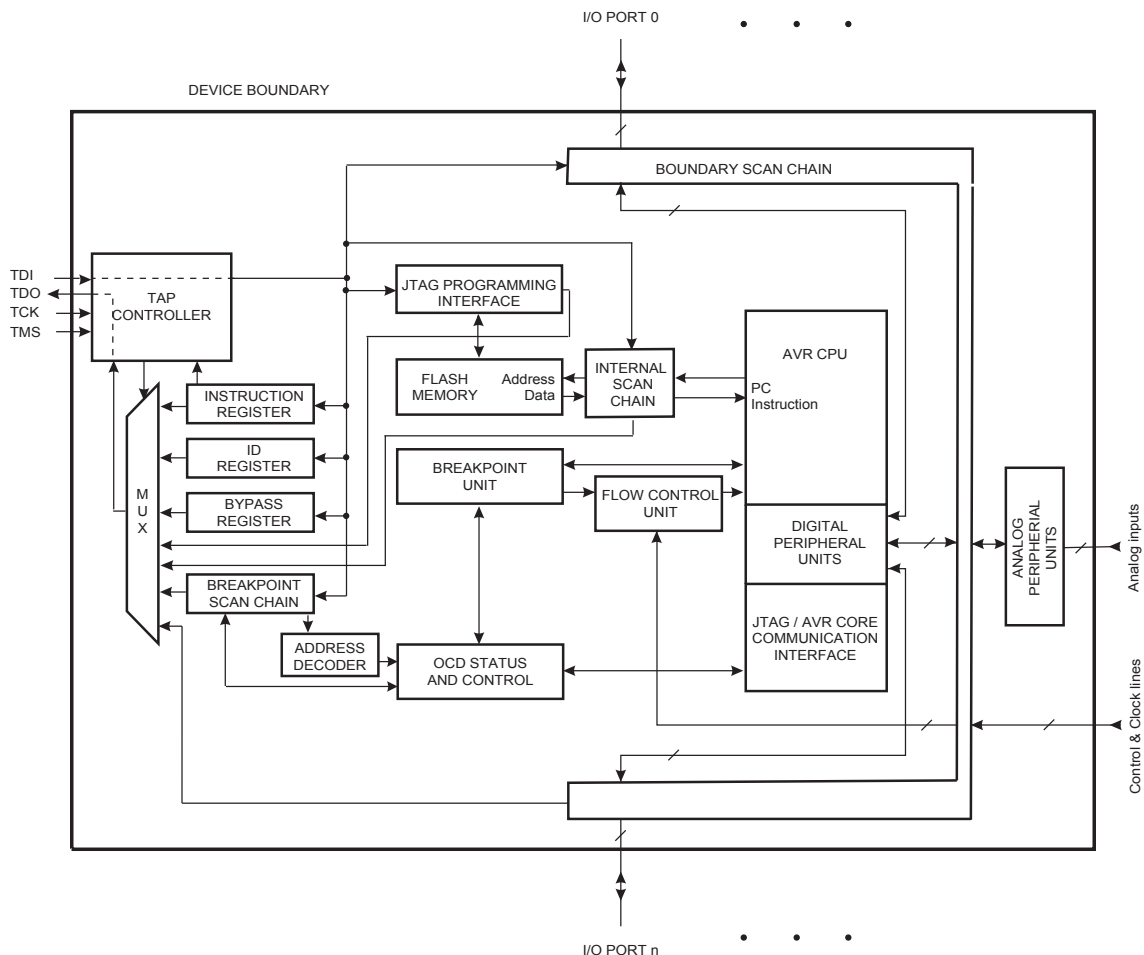 I/O PORT 0
DEVICE BOUNDARY
BOUNDARY SCAN CHAIN
TDI
TDO
TCK
TMS
TAP
CONTROLLER
JTAG PROGRAMMING
INTERFACE
AVR CPU
FLASH
MEMORY
Address
Data
INTERNAL
SCAN
CHAIN
PC
Instruction
INSTRUCTION
REGISTER
ID
REGISTER
BREAKPOINT
UNIT
FLOW CONTROL
UNIT
BYPASS
REGISTER
MUX
DIGITAL
PERIPHERAL
UNITS
ANALOG
PERIPHERIAL
UNITS
Analog inputs
BREAKPOINT
SCAN CHAIN
ADDRESS
DECODER
OCD STATUS
AND CONTROL
JTAG / AVR CORE
COMMUNICATION
INTERFACE
Control & Clock lines
I/O PORT n